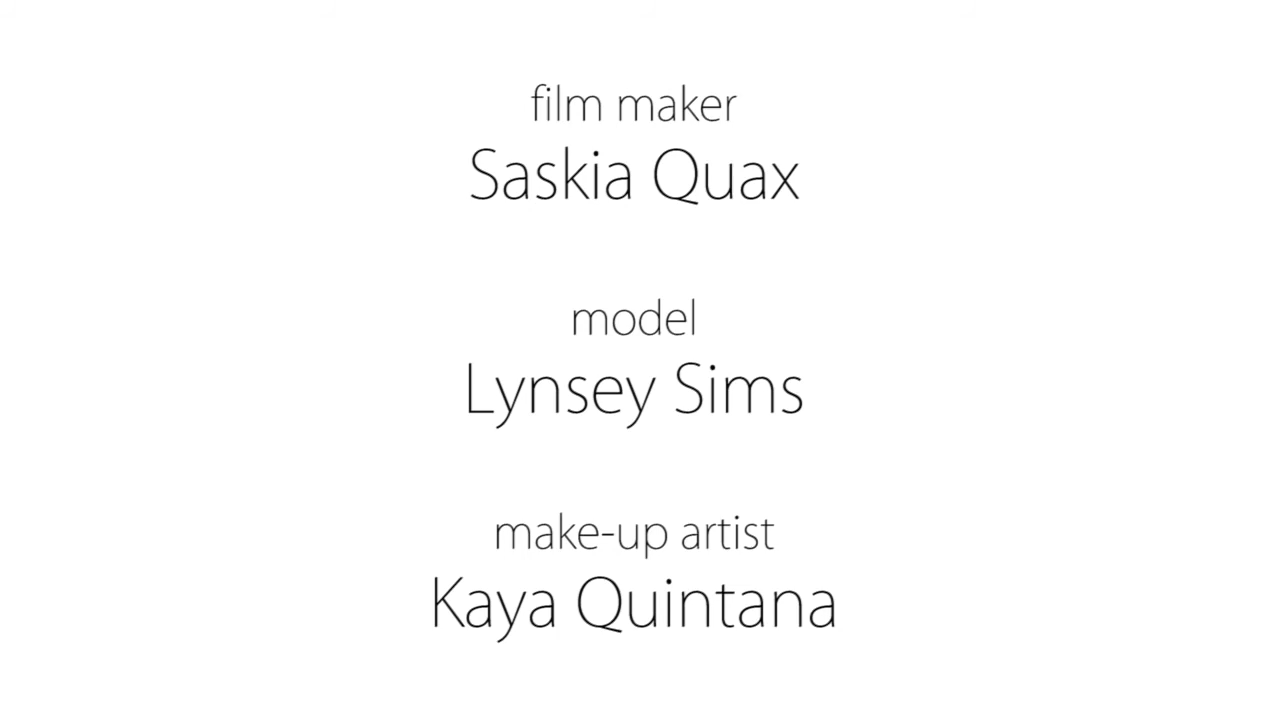 film maker
Saskia Quax
model
Lynsey Sims
make-up artist
Kaya Quintana